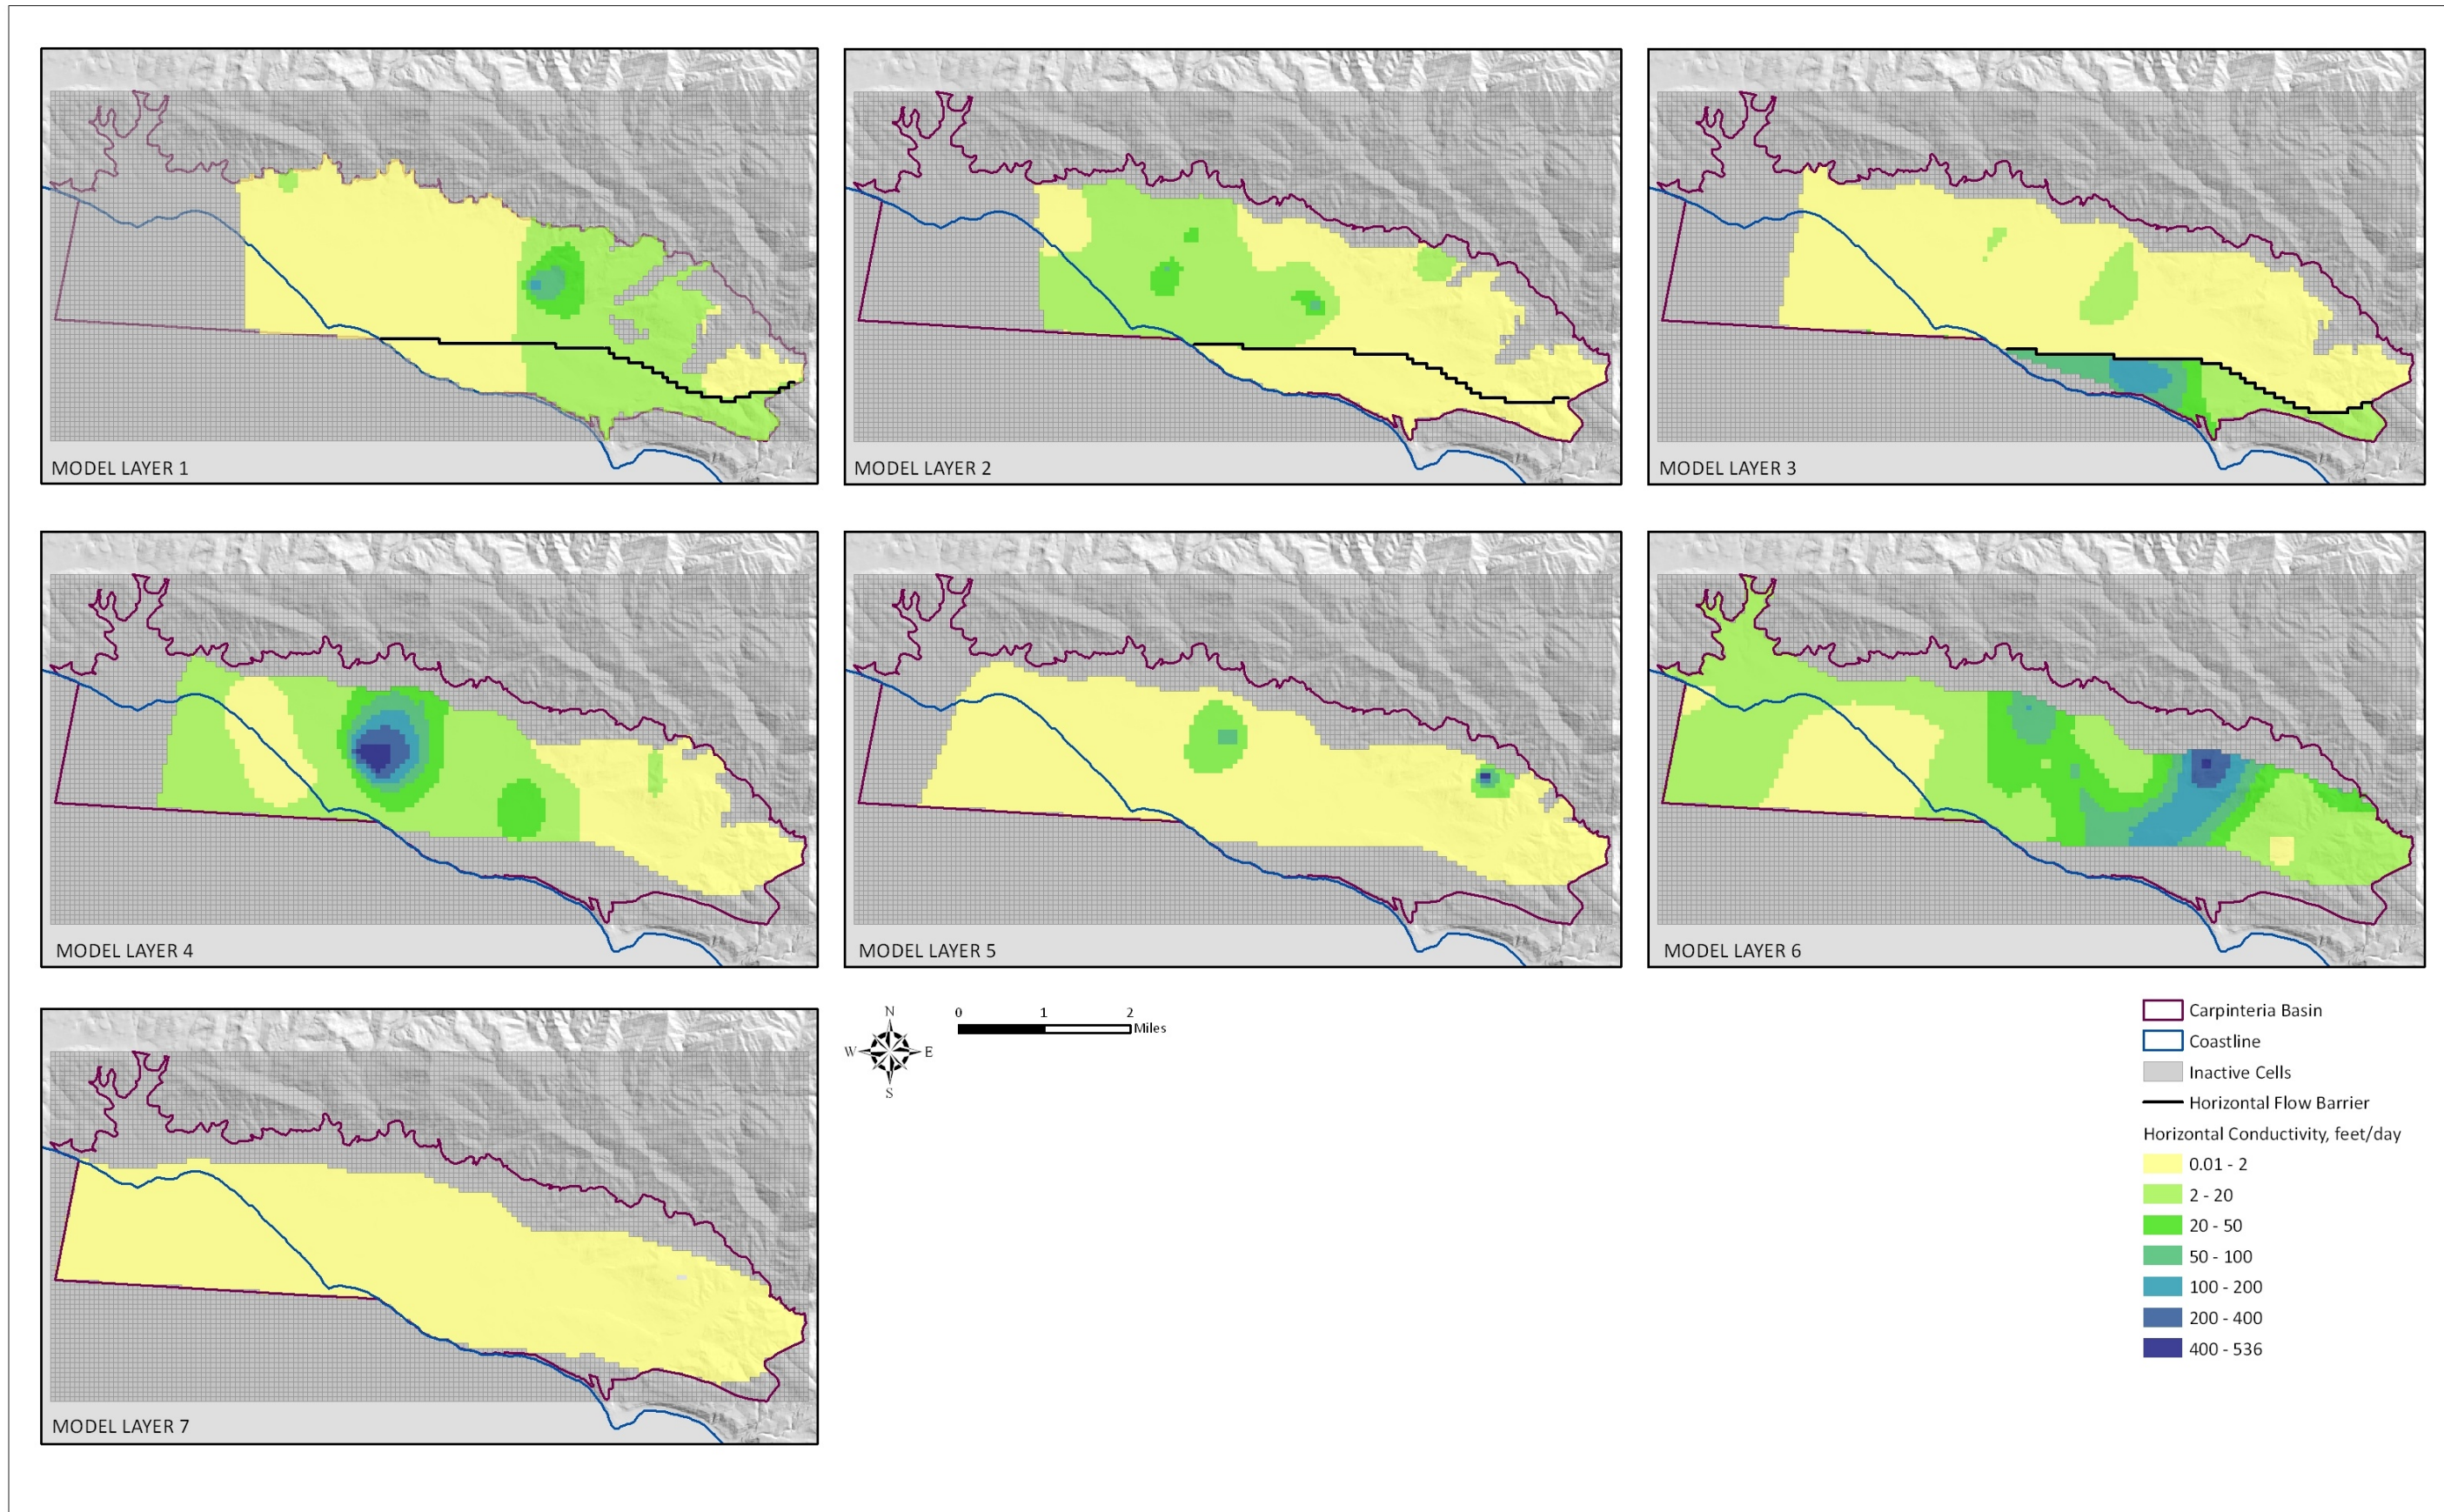 MODEL LAYER 1
MODEL LAYER 2
MODEL LAYER 3
MODEL LAYER 4
MODEL LAYER 5
MODEL LAYER 6
MODEL LAYER 7
N
W E
S
0 1 2
Miles
Carpinteria Basin
Coastline
Inactive Cells
Horizontal Flow Barrier
Horizontal Conductivity, feet/day
0.01 - 2
2 - 20
20 - 50
50 - 100
100 - 200
200 - 400
400 - 536